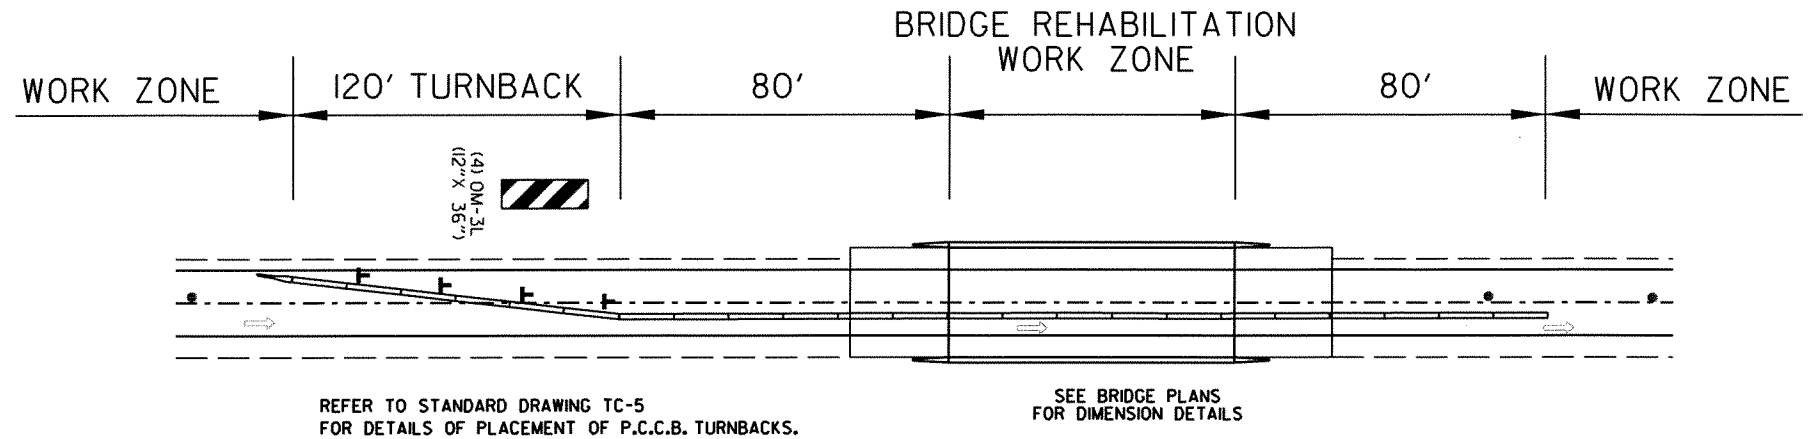 BRIDGE REHABILITATION
WORK ZONE
WORK ZONE
120' TURNBACK
80'
80'
WORK ZONE
(4) OM-3L
(12"X 36")
REFER TO STANDARD DRAWING TC-5
FOR DETAILS OF PLACEMENT OF P.C.C.B. TURNBACKS.
SEE BRIDGE PLANS
FOR DIMENSION DETAILS